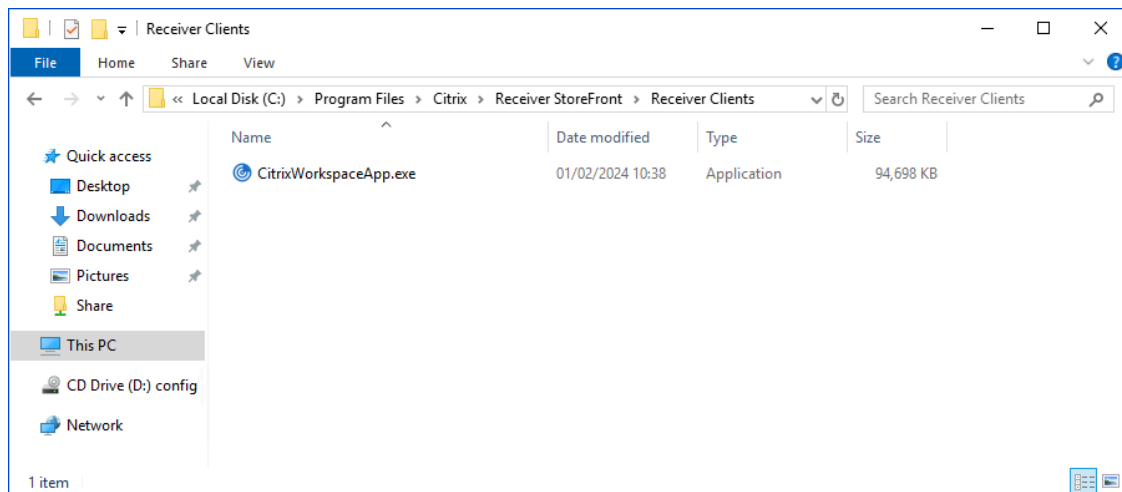 Receiver Clients
File Home Share View ?
« Local Disk (C:) > Program Files > Citrix > Receiver StoreFront > Receiver Clients Search Receiver Clients
Name Date modified Type Size
Quick access
CitrixWorkspaceApp.exe 01/02/2024 10:38 Application 94,698 KB
Desktop
Downloads
Documents
Pictures
Share
This PC
CD Drive (D:) config
Network
1 item